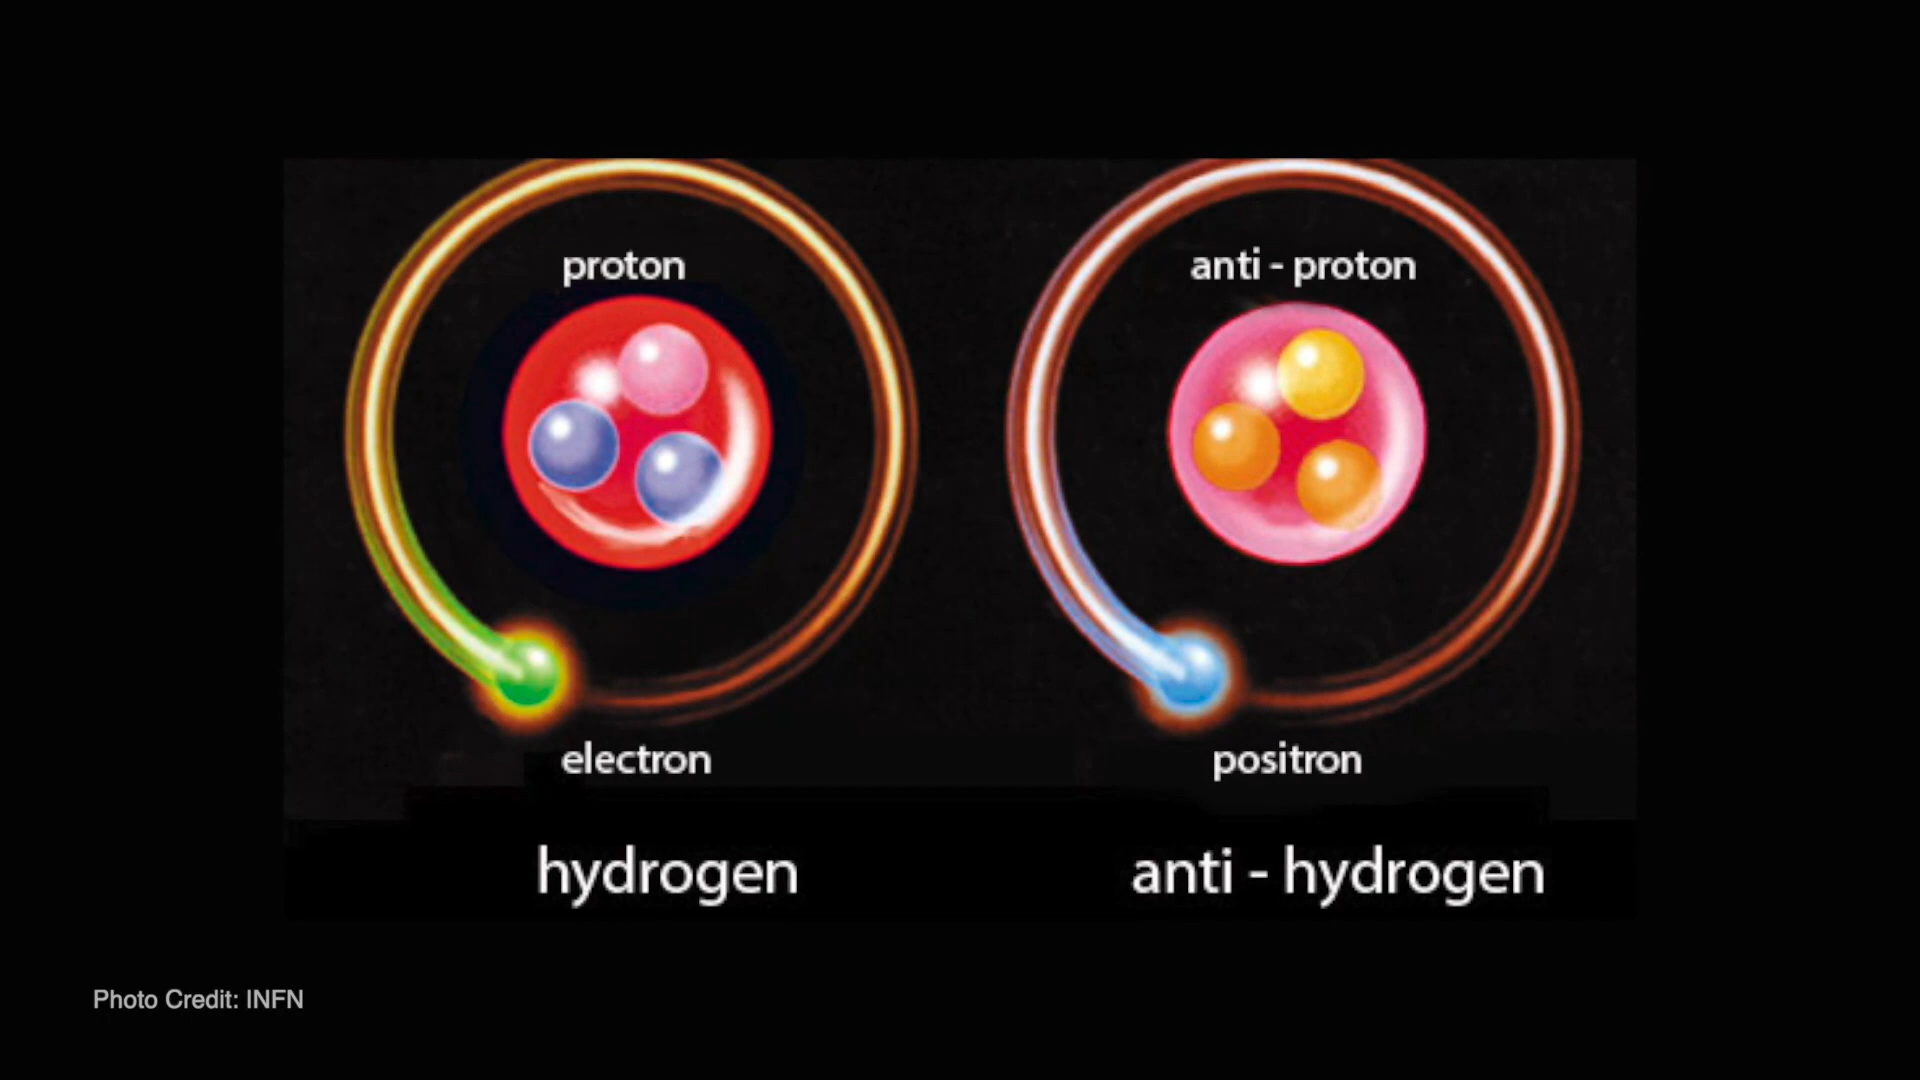 proton
anti - proton
electron
positron
hydrogen
anti - hydrogen
Photo Credit: INFN